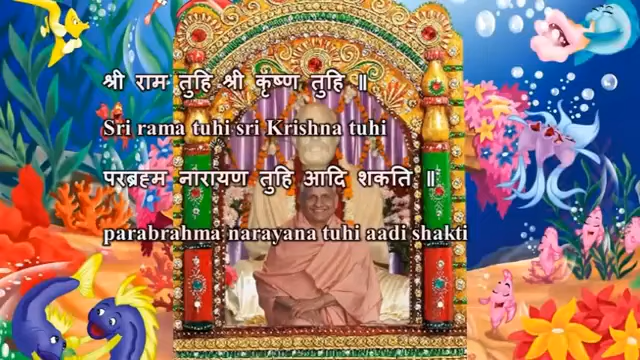 श्री राम तुहि श्री कृष्ण तुहि ॥
Sri rama tuhi sri Krishna tuhi
परब्रह्म नारायण तुहि आदि शकति ॥
parabrahma narayana tuhi aadi shakti